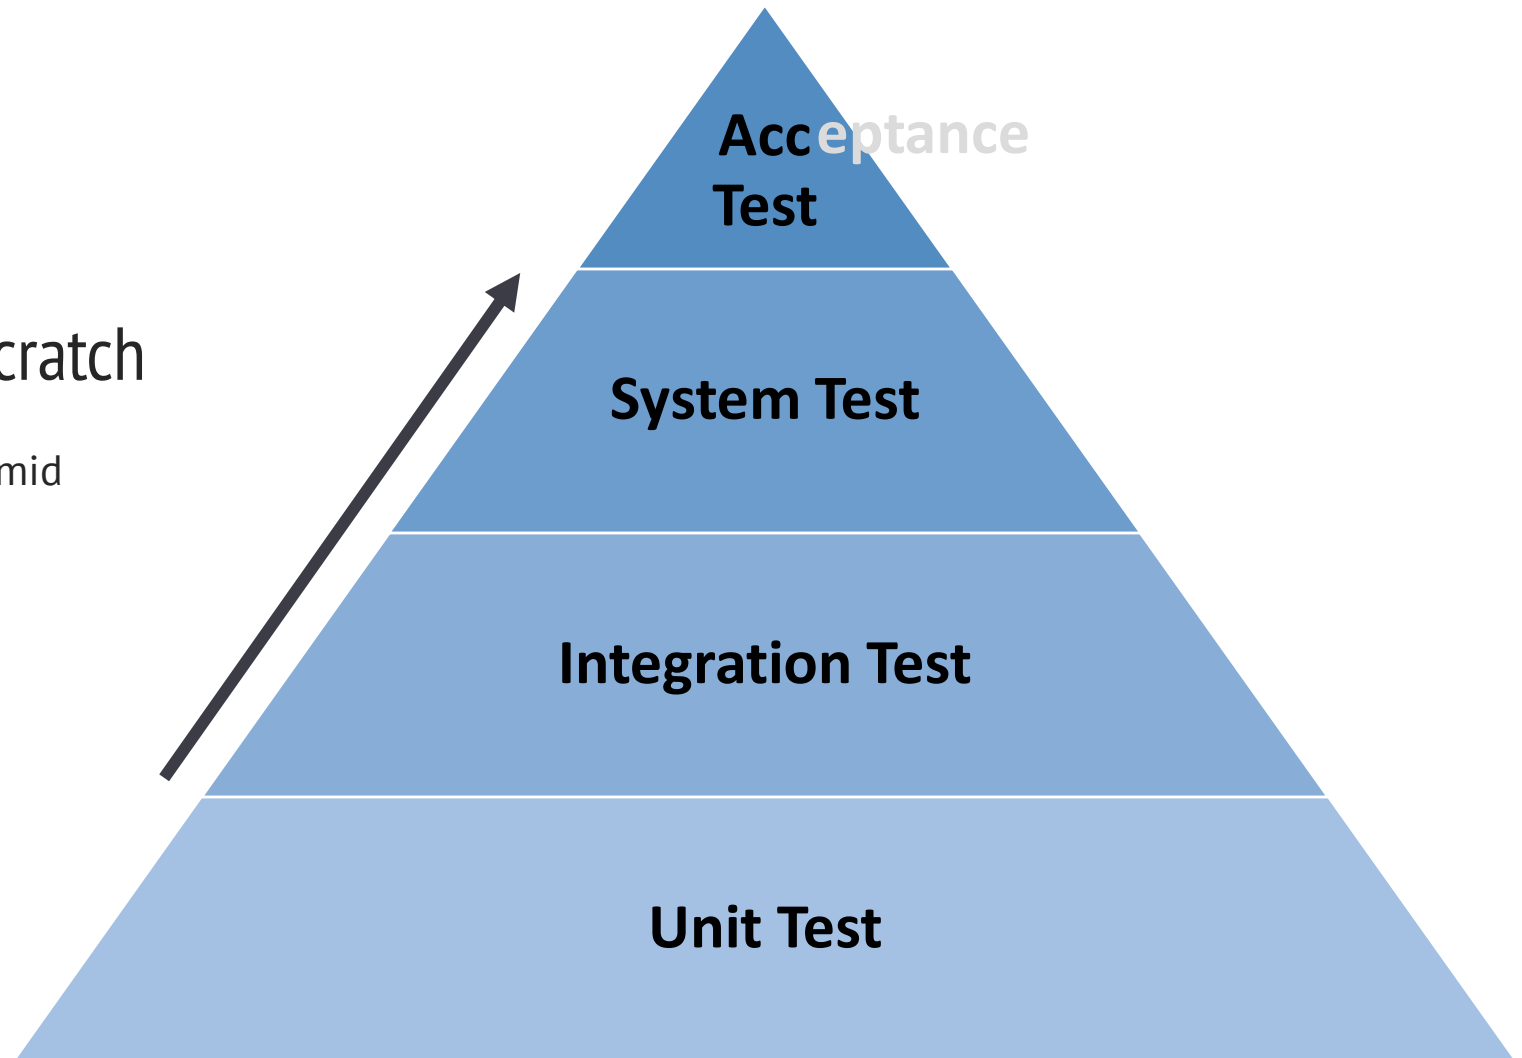 Acceptance
Test
cratch
System Test
mid
Integration Test
Unit Test